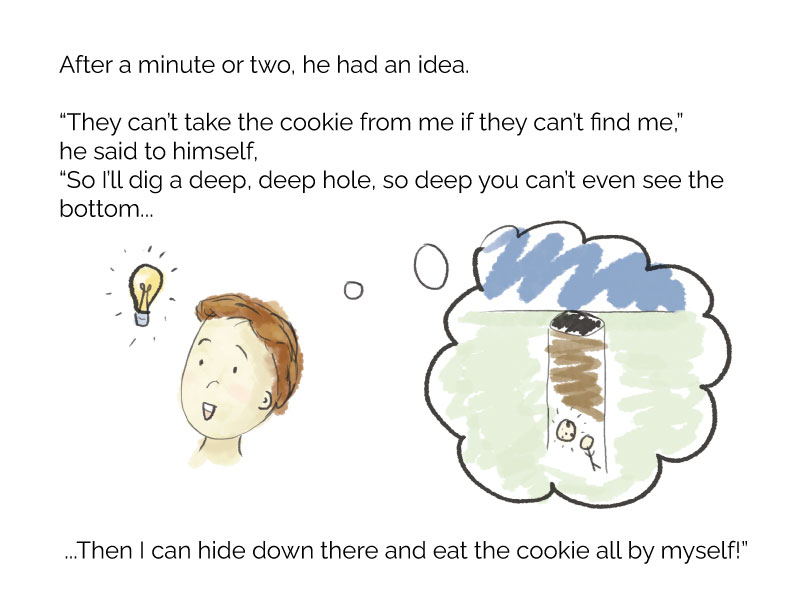 After a minute or two, he had an idea.
“They can’t take the cookie from me if they can’t find me,”
he said to himself,
“So I’ll dig a deep, deep hole, so deep you can’t even see the
bottom...
...Then I can hide down there and eat the cookie all by myself!”